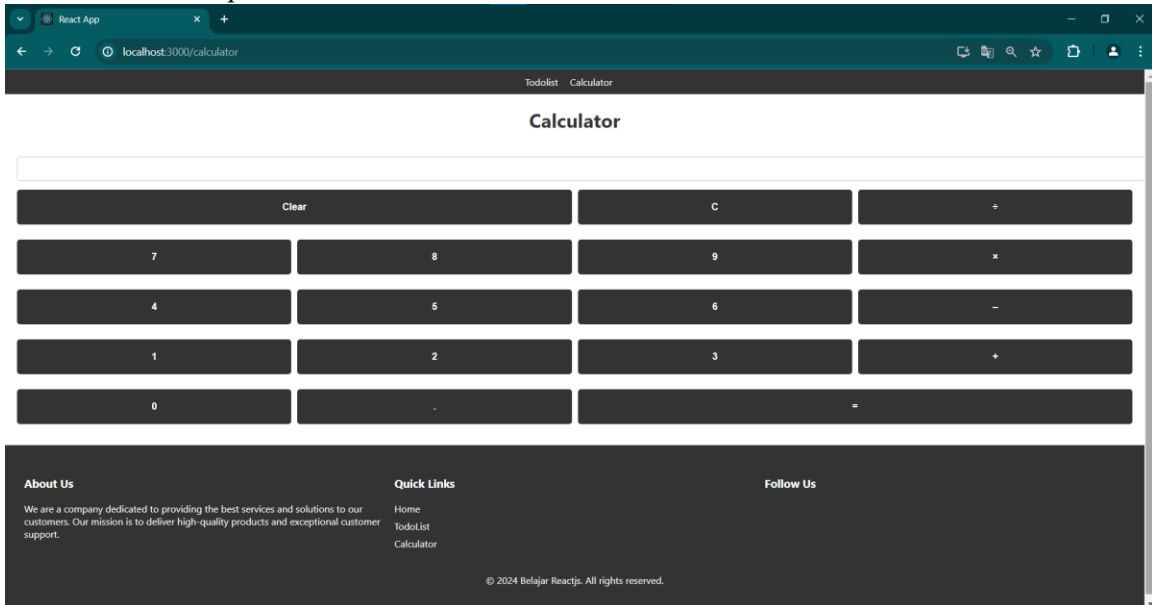 React App
localhost:3000/calculator
Todolist Calculator
Calculator
Clear C ÷
7 8 9 ×
4 5 6 −
1 2 3 +
0 . =
About Us
We are a company dedicated to providing the best services and solutions to our
customers. Our mission is to deliver high-quality products and exceptional customer
support.
Quick Links
Home
TodoList
Calculator
Follow Us
© 2024 Belajar Reactjs. All rights reserved.